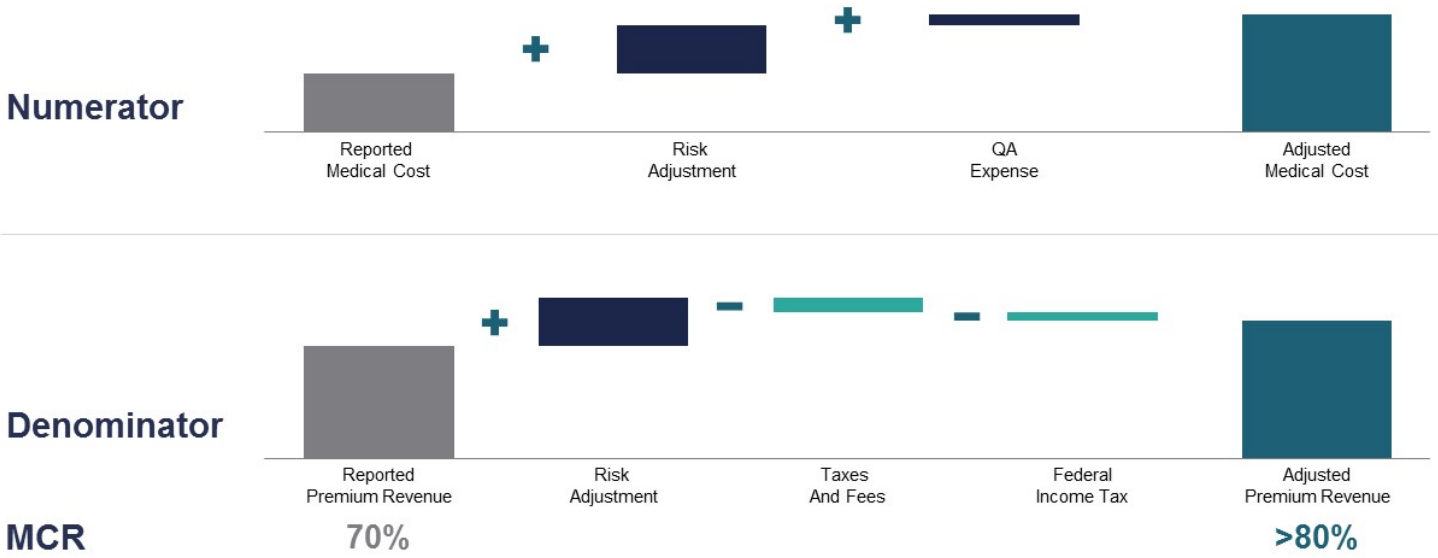 Numerator
Reported
Medical Cost
+
Risk
Adjustment
+
QA
Expense
Adjusted
Medical Cost
Denominator
Reported
Premium Revenue
+
Risk
Adjustment
-
Taxes
And Fees
-
Federal
Income Tax
Adjusted
Premium Revenue
MCR
70%
>80%